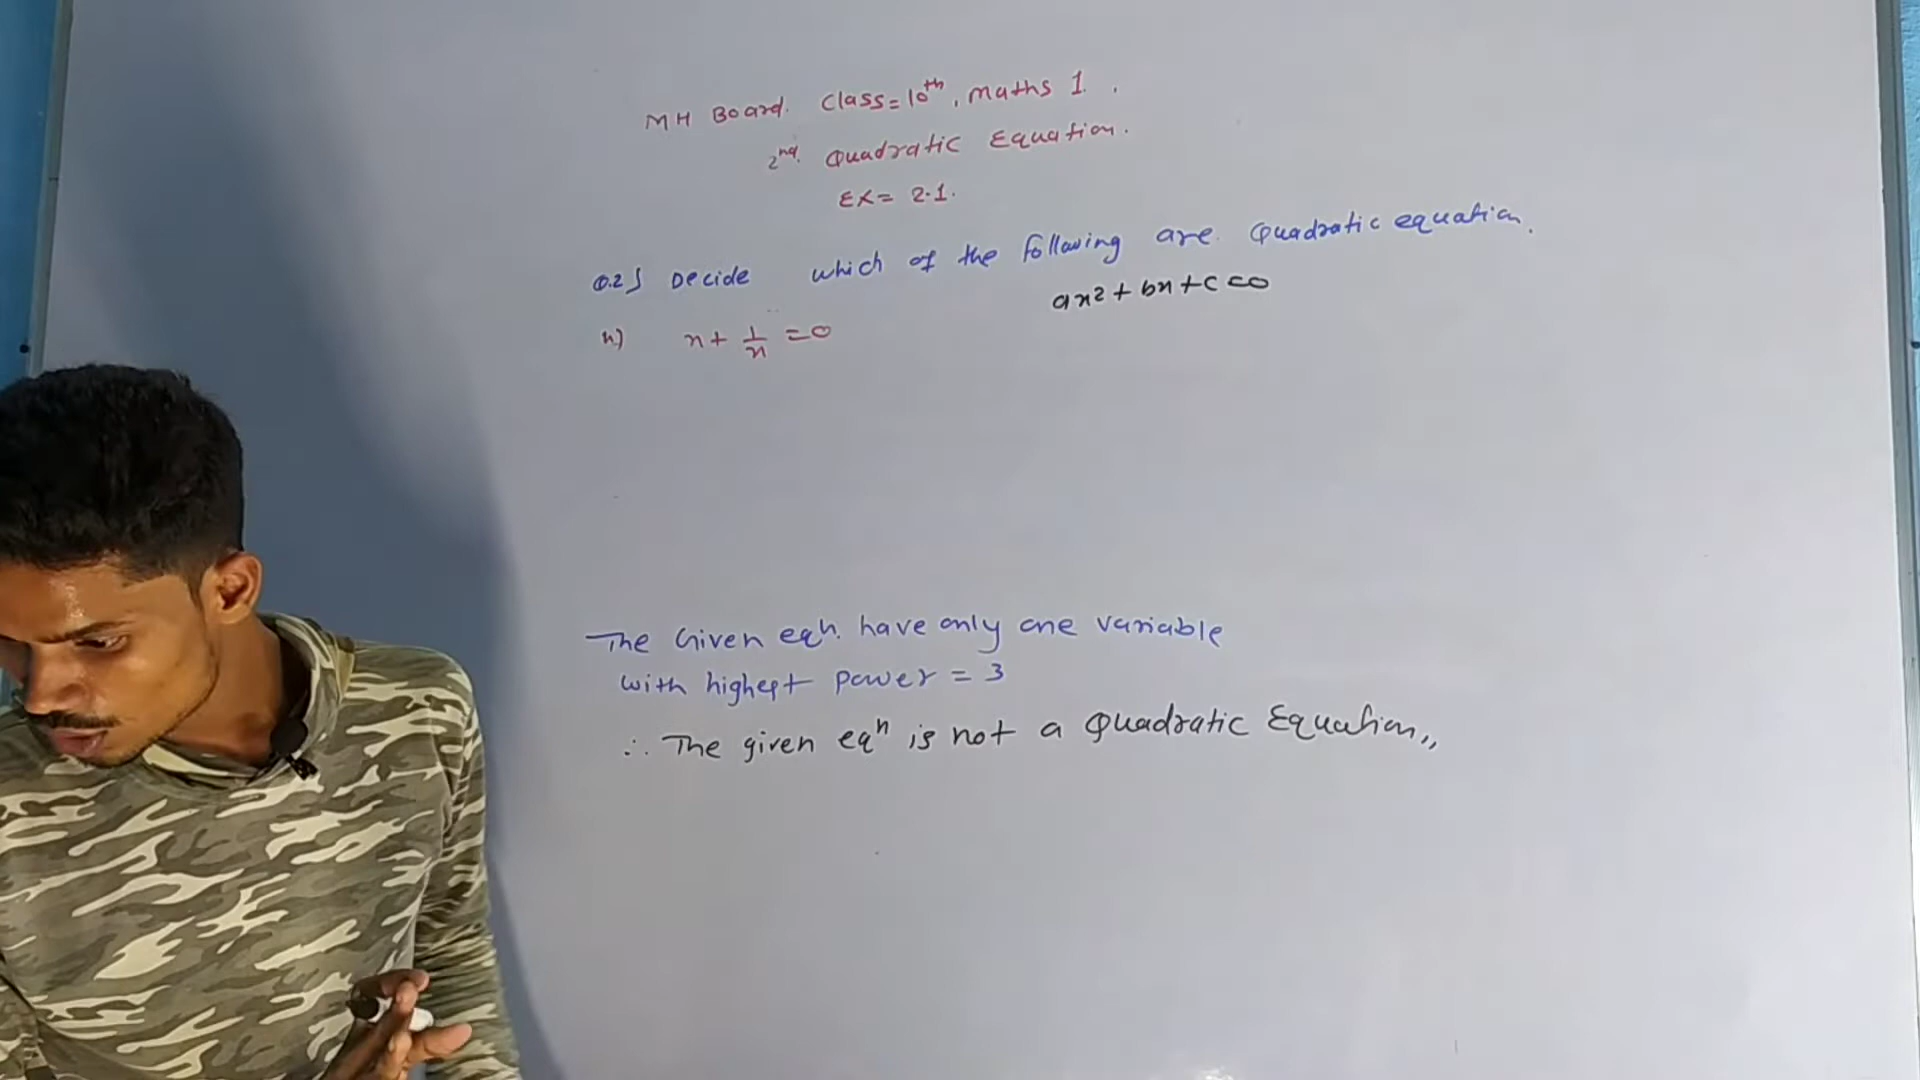 MH Board. Class=10th, Maths 1.
2nd. Quadratic Equation.
EX= 2.1.
Q.2} Decide which of the following are Quadratic equation.
ax²+bx+c=0
4.) x+1/x=0
The Given eqn. have only one variable
with highest power = 3
∴ The given eqn is not a Quadratic Equation,,